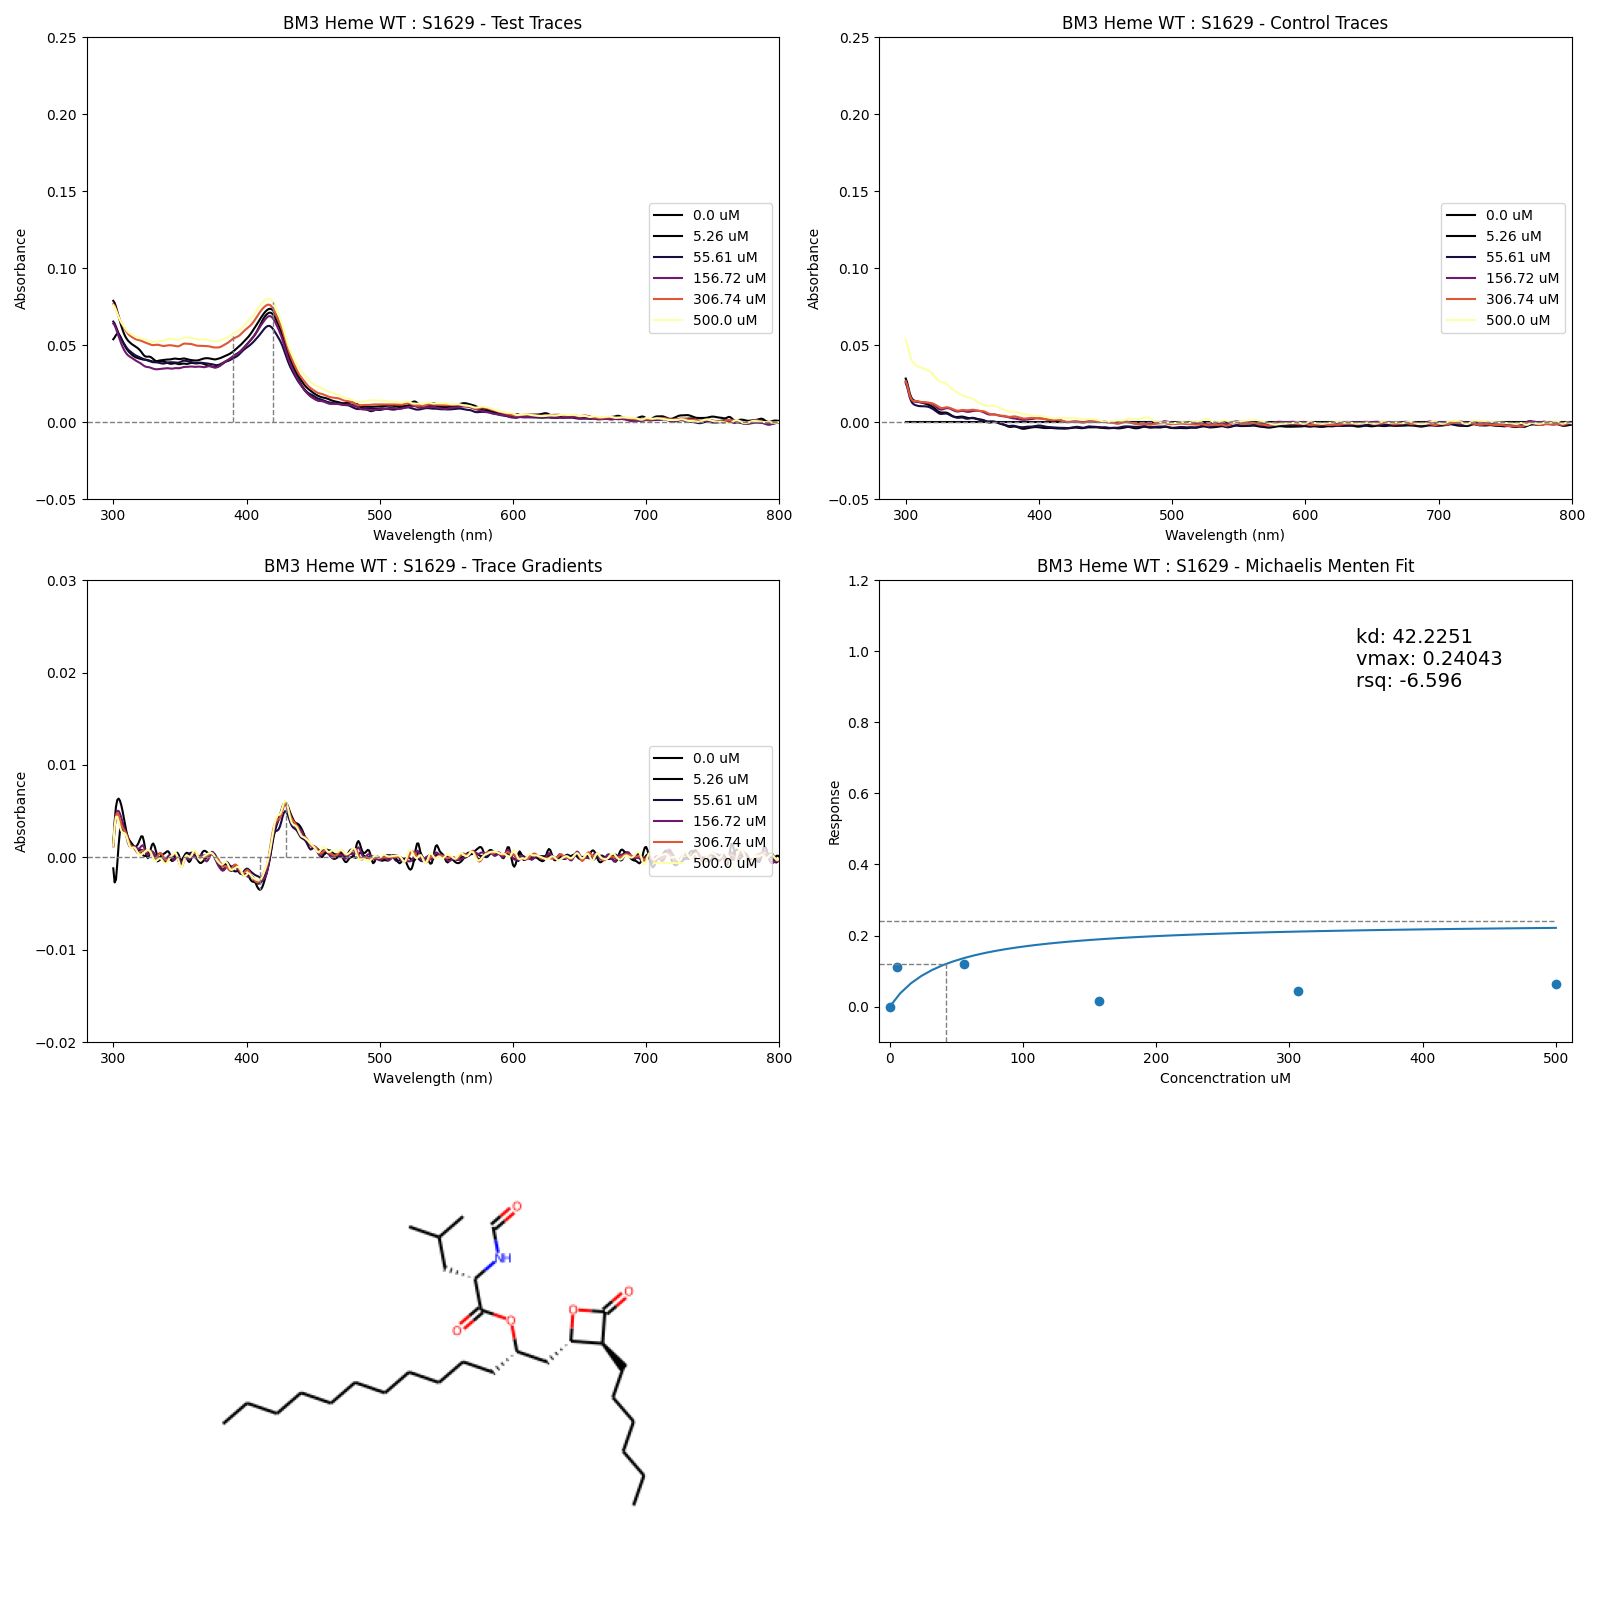 BM3 Heme WT : S1629 - Test Traces
0.25
0.20
0.15
0.10
0.05
0.00
−0.05
Absorbance
300 400 500 600 700 800
Wavelength (nm)
0.0 uM
5.26 uM
55.61 uM
156.72 uM
306.74 uM
500.0 uM
BM3 Heme WT : S1629 - Control Traces
0.25
0.20
0.15
0.10
0.05
0.00
−0.05
Absorbance
300 400 500 600 700 800
Wavelength (nm)
0.0 uM
5.26 uM
55.61 uM
156.72 uM
306.74 uM
500.0 uM
BM3 Heme WT : S1629 - Trace Gradients
0.03
0.02
0.01
0.00
−0.01
−0.02
Absorbance
300 400 500 600 700 800
Wavelength (nm)
0.0 uM
5.26 uM
55.61 uM
156.72 uM
306.74 uM
500.0 uM
BM3 Heme WT : S1629 - Michaelis Menten Fit
1.2
1.0
0.8
0.6
0.4
0.2
0.0
Response
0 100 200 300 400 500
Concenctration uM
kd: 42.2251
vmax: 0.24043
rsq: -6.596
O
NH
O
O
O
O